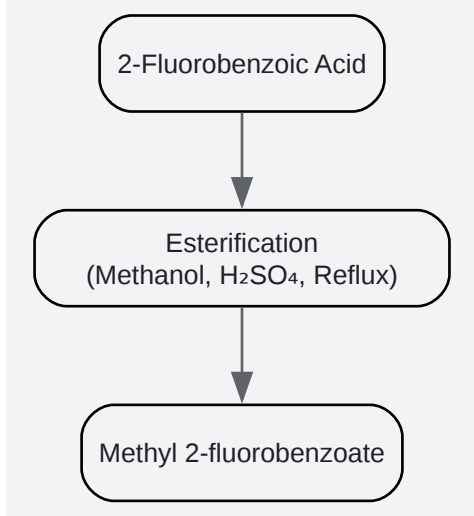 2-Fluorobenzoic Acid
Esterification
(Methanol, H₂SO₄, Reflux)
Methyl 2-fluorobenzoate